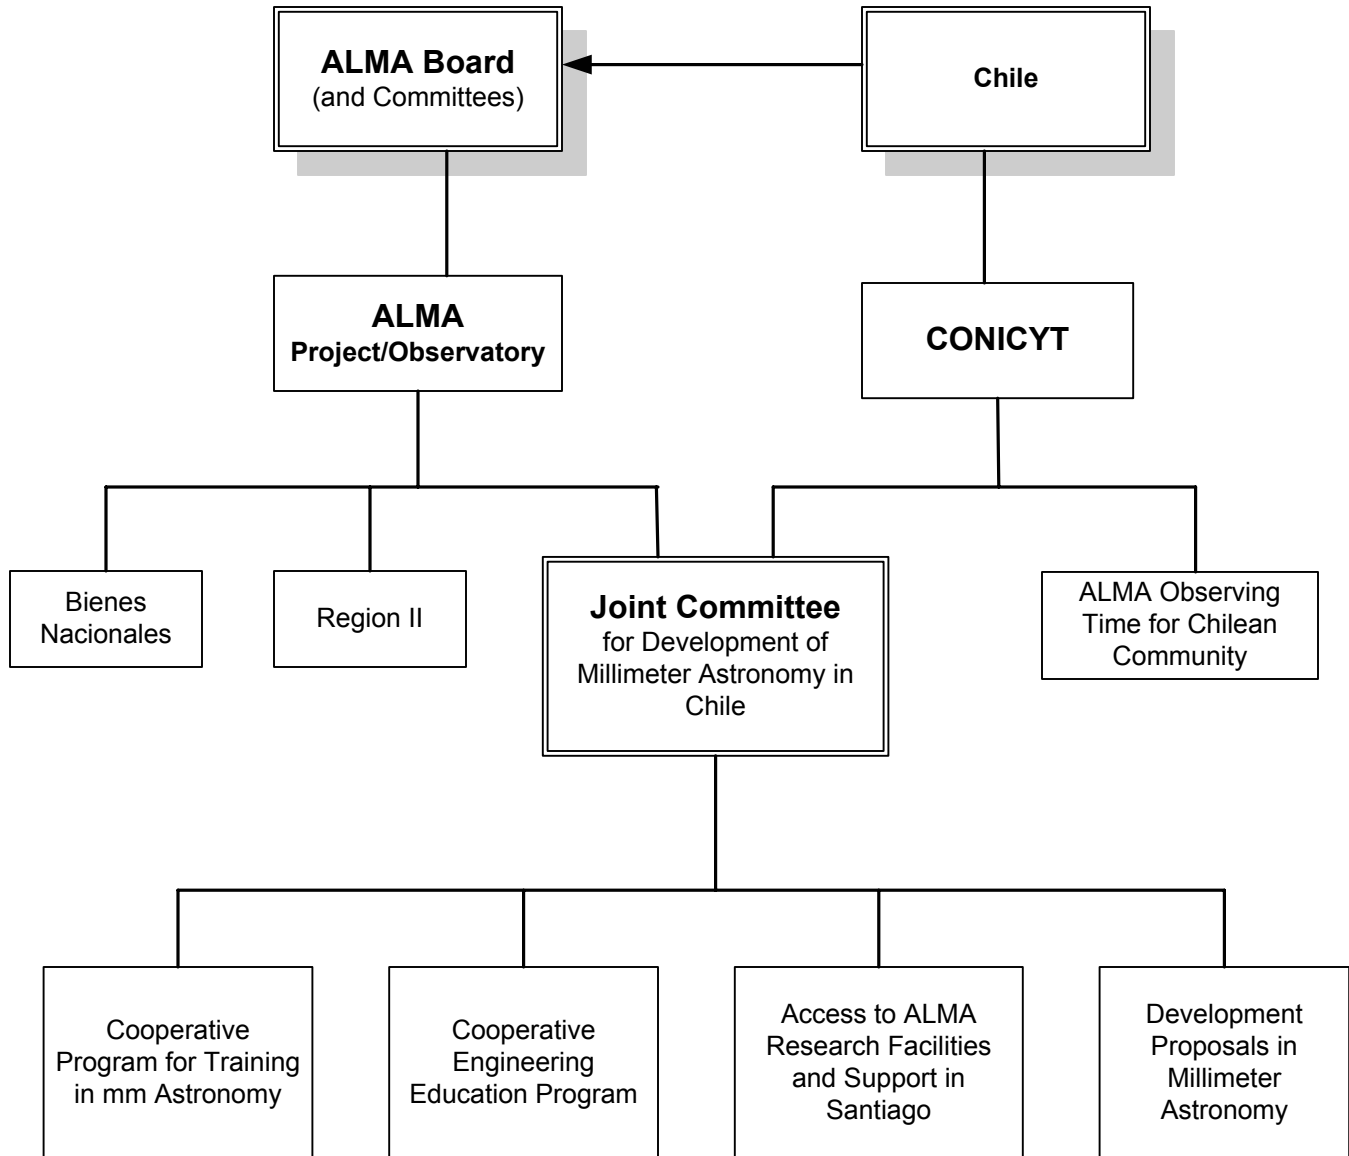 ALMA Board
(and Committees)
Chile
ALMA
Project/Observatory
CONICYT
Bienes
Nacionales
Region II
Joint Committee
for Development of
Millimeter Astronomy in
Chile
ALMA Observing
Time for Chilean
Community
Cooperative
Program for Training
in mm Astronomy
Cooperative
Engineering
Education Program
Access to ALMA
Research Facilities
and Support in
Santiago
Development
Proposals in
Millimeter
Astronomy